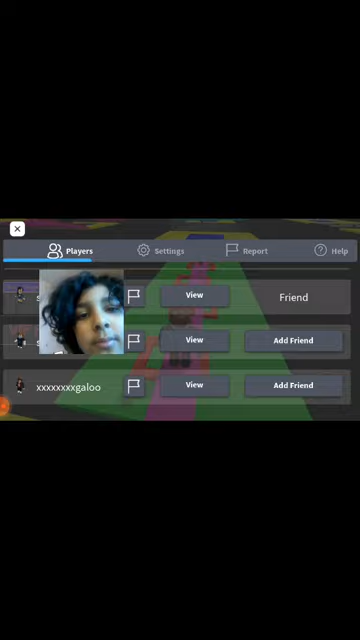 Players Settings Report Help
View Friend
View Add Friend
xxxxxxxxgaloo View Add Friend